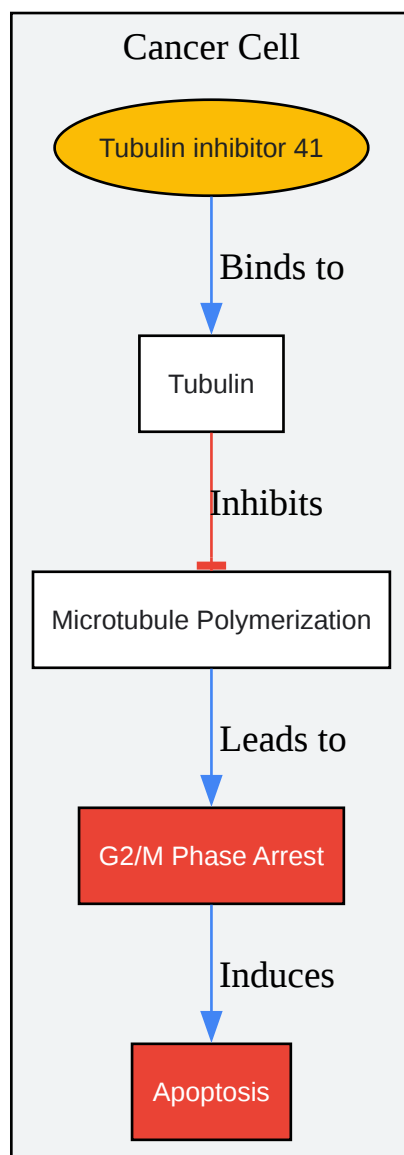 Cancer Cell
Tubulin inhibitor 41
Binds to
Tubulin
Inhibits
Microtubule Polymerization
Leads to
G2/M Phase Arrest
Induces
Apoptosis